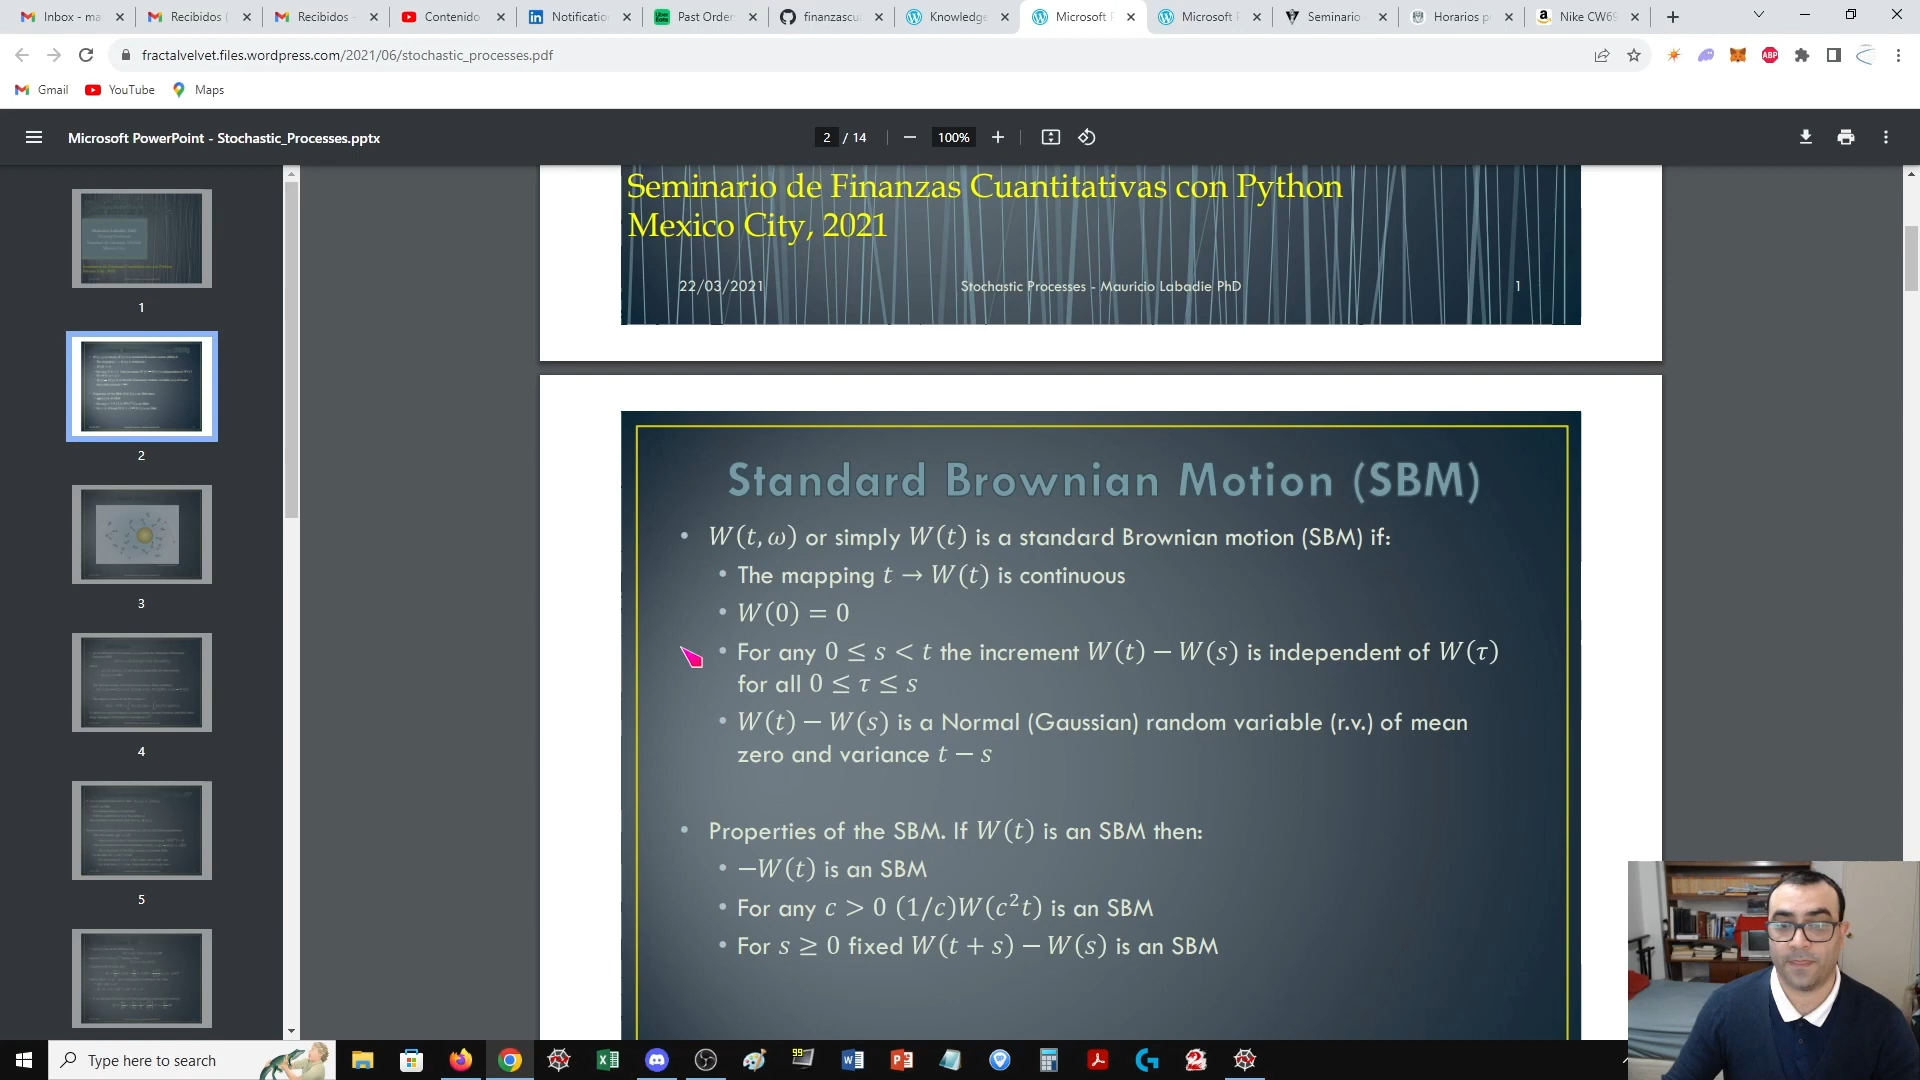 Inbox - ma
Recibidos (
Recibidos -
Contenido
Notificatio
Past Order
finanzascu
Knowledge
Microsoft P
Microsoft P
Seminario
Horarios p
Nike CW69
fractalvelvet.files.wordpress.com/2021/06/stochastic_processes.pdf
ABP
Gmail
YouTube
Maps
Microsoft PowerPoint - Stochastic_Processes.pptx
2 / 14
100%
1
2
3
4
5
Seminario de Finanzas Cuantitativas con Python
Mexico City, 2021
22/03/2021
Stochastic Processes - Mauricio Labadie PhD
1
Standard Brownian Motion (SBM)
• W(t, ω) or simply W(t) is a standard Brownian motion (SBM) if:
• The mapping t → W(t) is continuous
• W(0) = 0
• For any 0 ≤ s < t the increment W(t) − W(s) is independent of W(τ)
for all 0 ≤ τ ≤ s
• W(t) − W(s) is a Normal (Gaussian) random variable (r.v.) of mean
zero and variance t − s
• Properties of the SBM. If W(t) is an SBM then:
• −W(t) is an SBM
• For any c > 0 (1/c)W(c²t) is an SBM
• For s ≥ 0 fixed W(t + s) − W(s) is an SBM
Type here to search
99